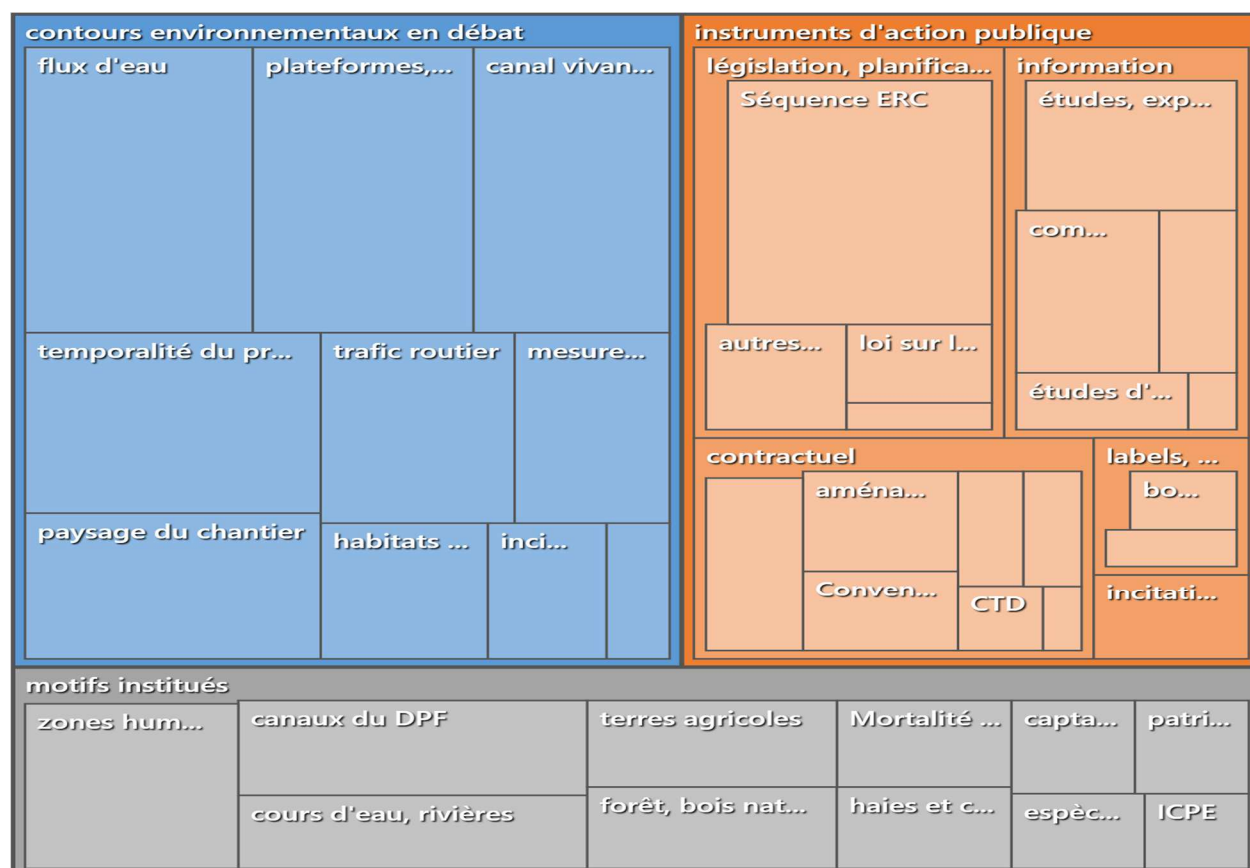 contours environnementaux en débat
flux d'eau
plateformes,...
canal vivan...
temporalité du pr...
trafic routier
mesure...
paysage du chantier
habitats ...
inci...
instruments d'action publique
législation, planifica...
Séquence ERC
autres...
loi sur l...
information
études, exp...
com...
études d'...
contractuel
aména...
Conven...
CTD
labels, ...
bo...
incitati...
motifs institués
zones hum...
canaux du DPF
cours d'eau, rivières
terres agricoles
forêt, bois nat...
Mortalité ...
haies et c...
capta...
espèc...
patri...
ICPE